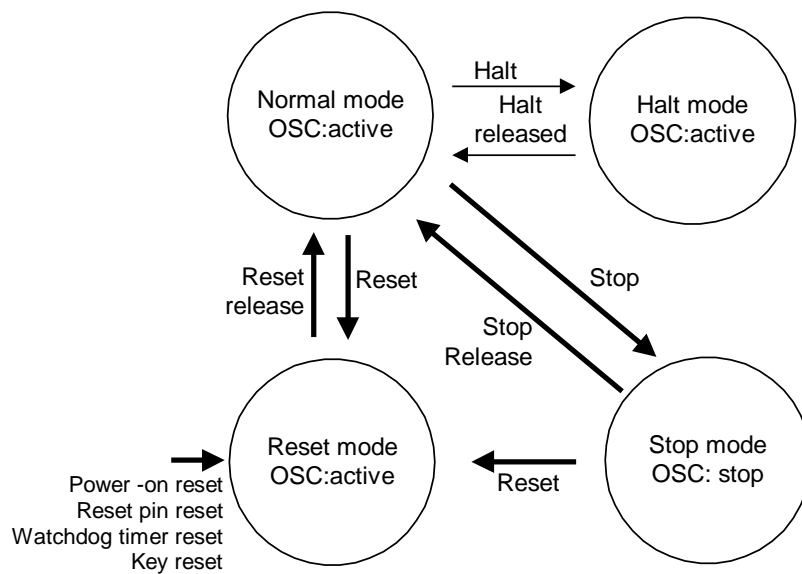 Normal mode
OSC:active
Halt
Halt
released
Halt mode
OSC:active
Reset
release
Reset
Stop
Stop
Release
Reset mode
OSC:active
Stop mode
OSC: stop
Reset
Power -on reset
Reset pin reset
Watchdog timer reset
Key reset